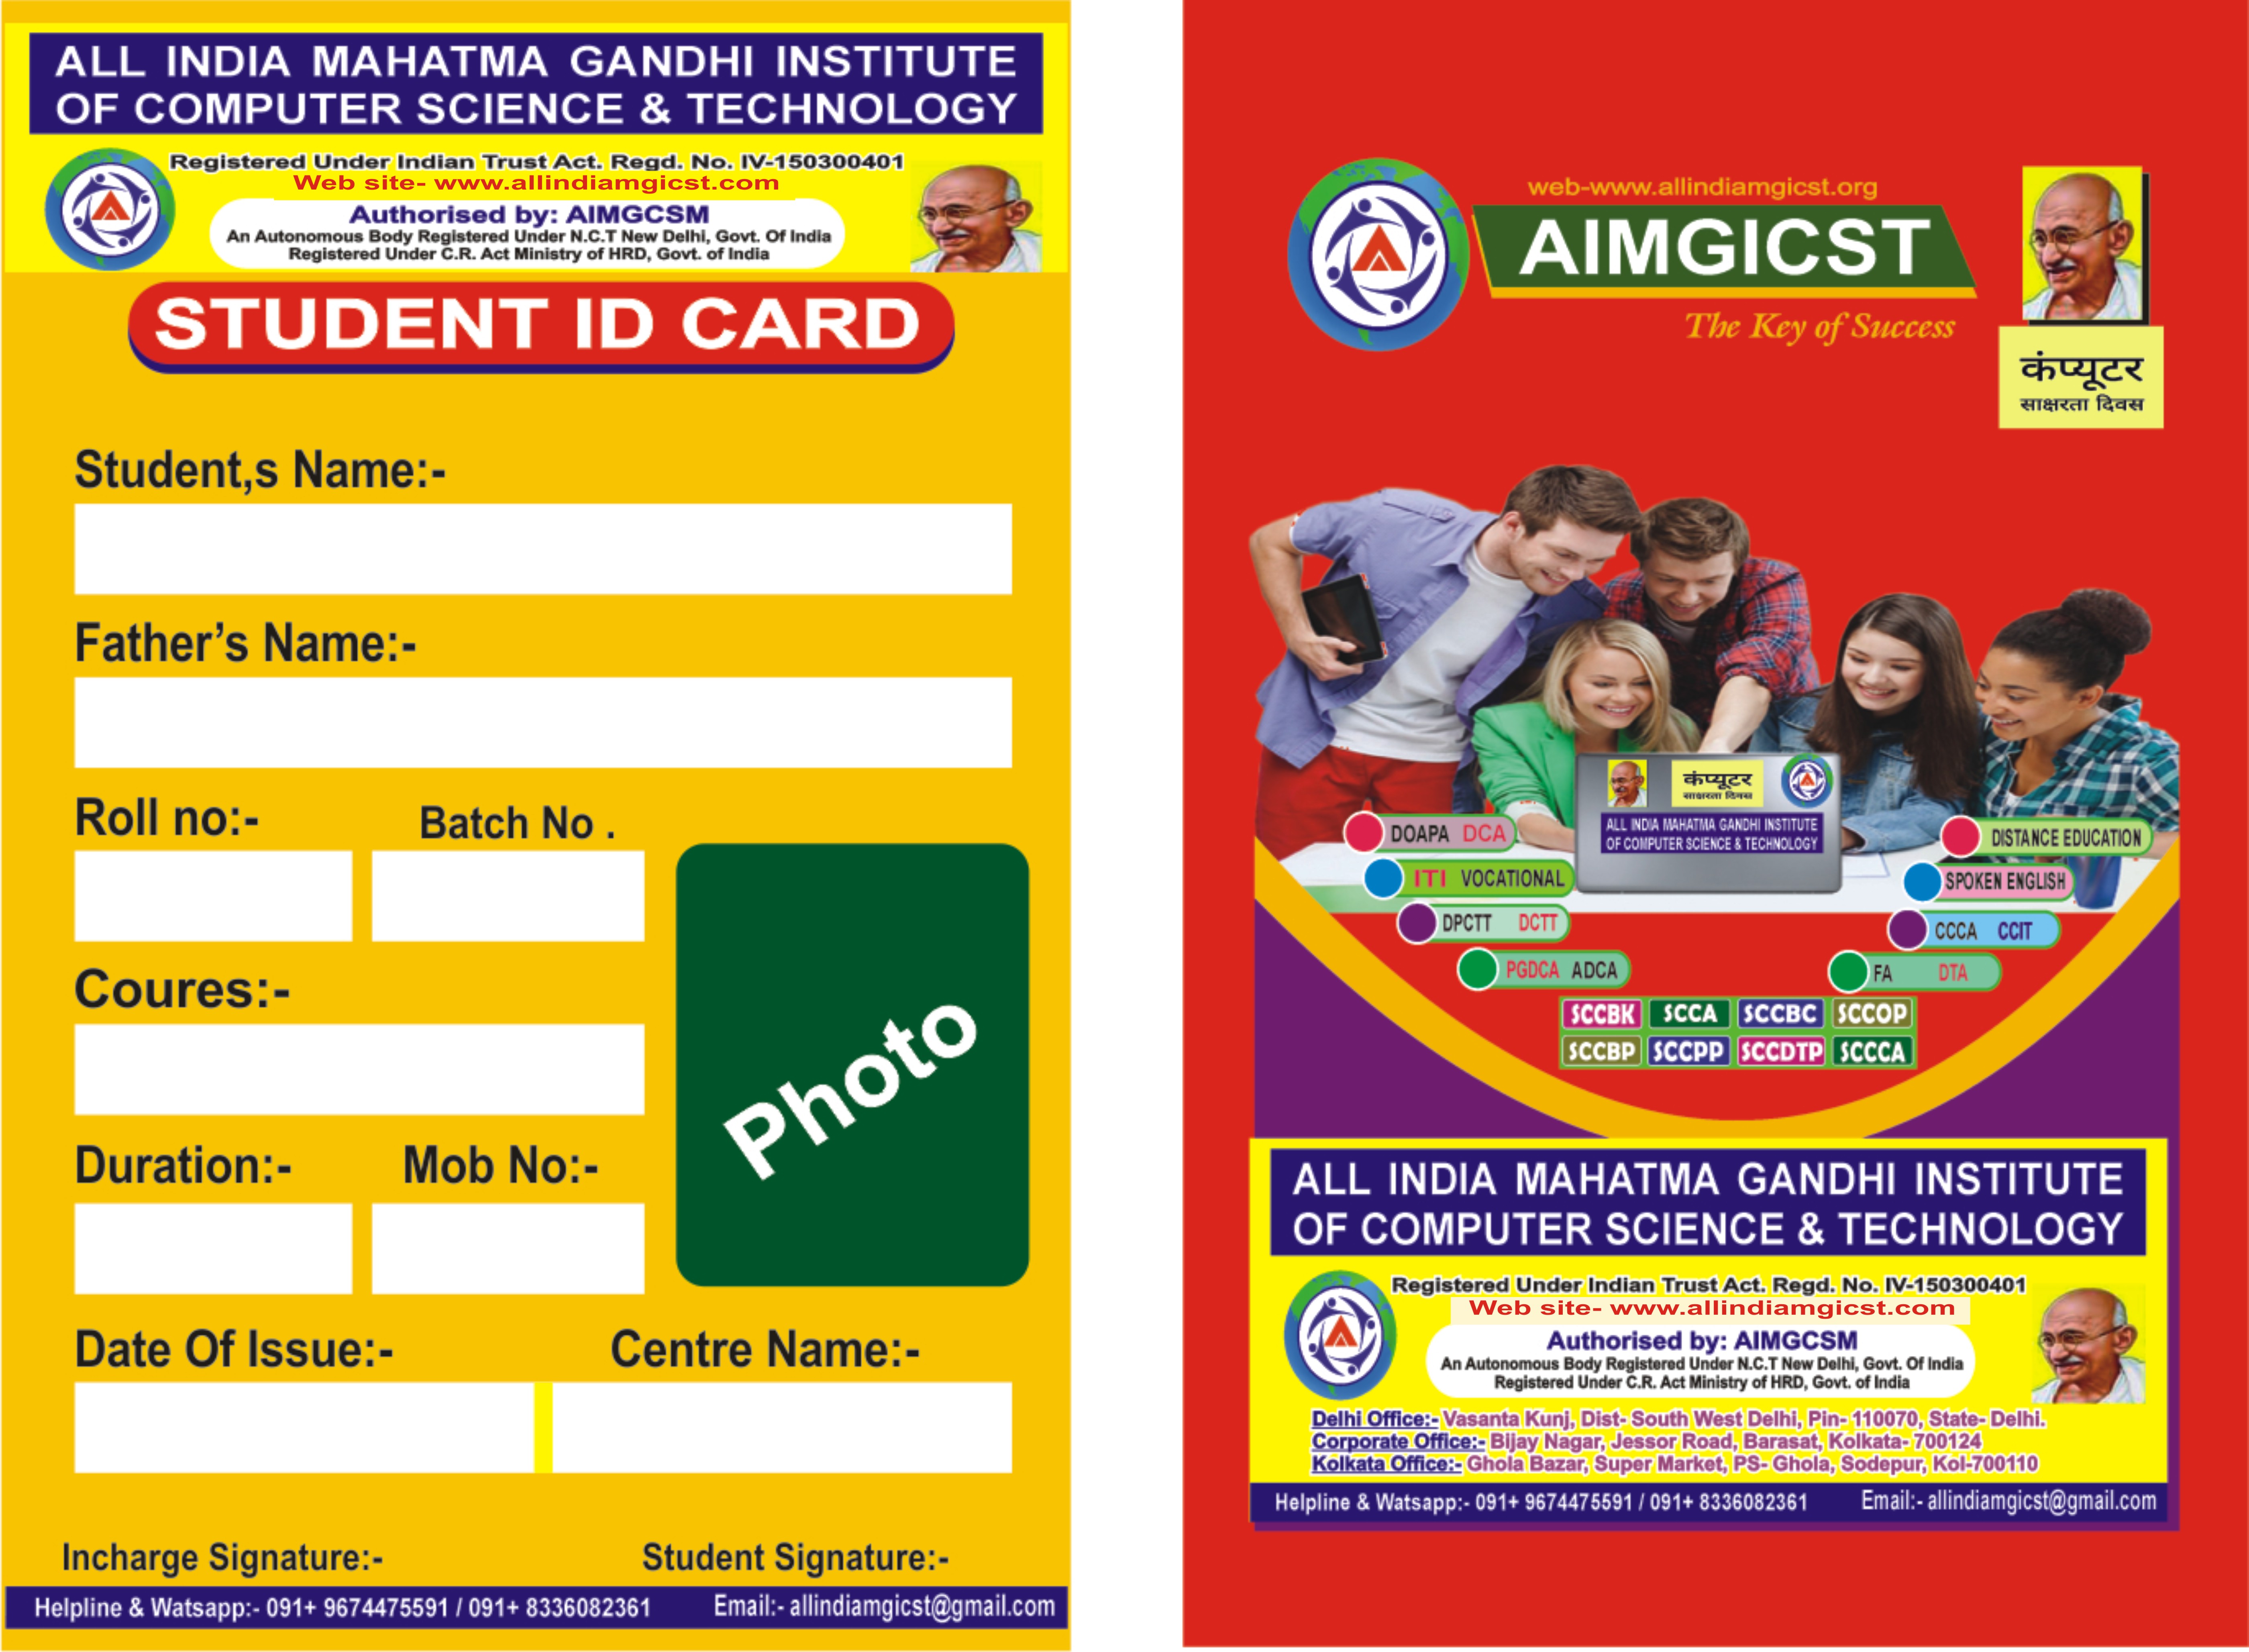 ALL INDIA MAHATMA GANDHI INSTITUTE
OF COMPUTER SCIENCE & TECHNOLOGY
Registered Under Indian Trust Act. Regd. No. IV-150300401
Web site- www.allindiamgicst.com
Authorised by: AIMGCSM
An Autonomous Body Registered Under N.C.T New Delhi, Govt. Of India
Registered Under C.R. Act Ministry of HRD, Govt. of India
STUDENT ID CARD
Student,s Name:-
Father's Name:-
Roll no:- Batch No .
Coures:-
Duration:- Mob No:-
Photo
Date Of Issue:- Centre Name:-
Incharge Signature:- Student Signature:-
Helpline & Watsapp:- 091+ 9674475591 / 091+ 8336082361 Email:- allindiamgicst@gmail.com
web-www.allindiamgicst.org
AIMGICST
The Key of Success
कंप्यूटर
साक्षरता दिवस
कंप्यूटर
साक्षरता दिवस
ALL INDIA MAHATMA GANDHI INSTITUTE
OF COMPUTER SCIENCE & TECHNOLOGY
DOAPA DCA
ITI VOCATIONAL
DPCTT DCTT
PGDCA ADCA
DISTANCE EDUCATION
SPOKEN ENGLISH
CCCA CCIT
FA DTA
SCCBK SCCA SCCBC SCCOP
SCCBP SCCPP SCCDTP SCCCA
ALL INDIA MAHATMA GANDHI INSTITUTE
OF COMPUTER SCIENCE & TECHNOLOGY
Registered Under Indian Trust Act. Regd. No. IV-150300401
Web site- www.allindiamgicst.com
Authorised by: AIMGCSM
An Autonomous Body Registered Under N.C.T New Delhi, Govt. Of India
Registered Under C.R. Act Ministry of HRD, Govt. of India
Delhi Office:- Vasanta Kunj, Dist- South West Delhi, Pin- 110070, State- Delhi.
Corporate Office:- Bijay Nagar, Jessor Road, Barasat, Kolkata- 700124
Kolkata Office:- Ghola Bazar, Super Market, PS- Ghola, Sodepur, Kol-700110
Helpline & Watsapp:- 091+ 9674475591 / 091+ 8336082361 Email:- allindiamgicst@gmail.com